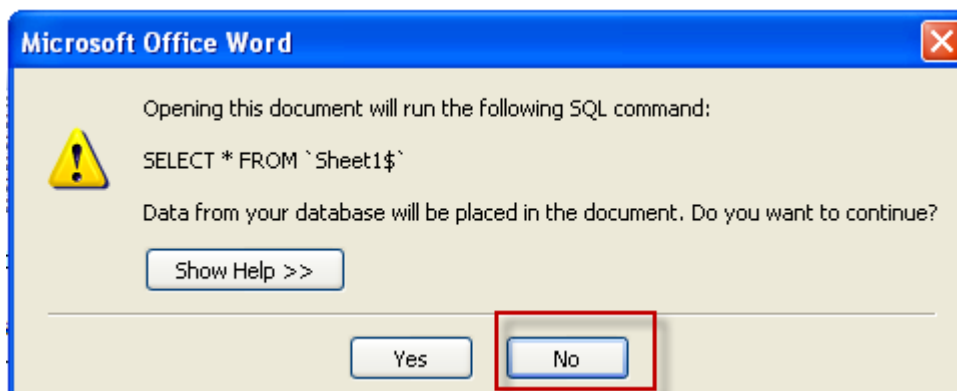 Microsoft Office Word
Opening this document will run the following SQL command:
SELECT * FROM `Sheet1$`
Data from your database will be placed in the document. Do you want to continue?
Show Help >>
Yes
No